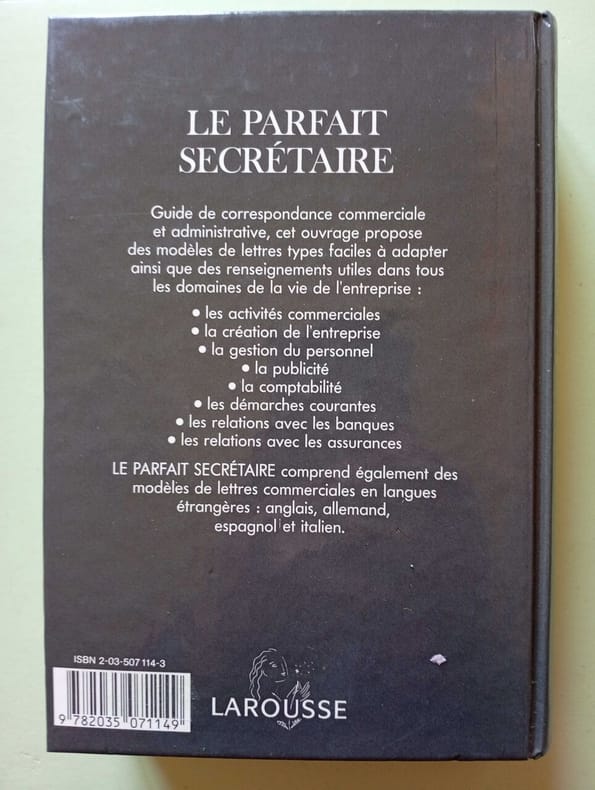 LE PARFAIT
SECRÉTAIRE
Guide de correspondance commerciale
et administrative, cet ouvrage propose
des modèles de lettres types faciles à adapter
ainsi que des renseignements utiles dans tous
les domaines de la vie de l'entreprise :
• les activités commerciales
• la création de l'entreprise
• la gestion du personnel
• la publicité
• la comptabilité
• les démarches courantes
• les relations avec les banques
• les relations avec les assurances
LE PARFAIT SECRÉTAIRE comprend également des
modèles de lettres commerciales en langues
étrangères : anglais, allemand,
espagnol et italien.
ISBN 2-03-507114-3
9 782035 071149
LAROUSSE